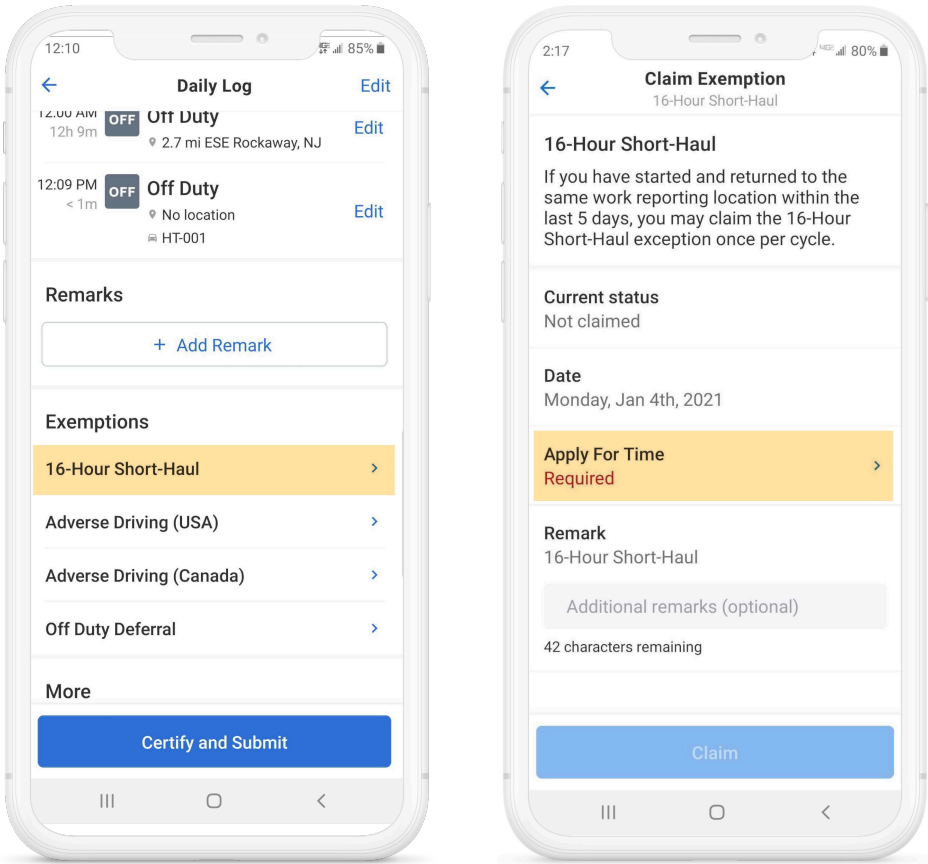 12:10
85%
Daily Log
Edit
12:00 AM
OFF
Off Duty
12h 9m
2.7 mi ESE Rockaway, NJ
Edit
12:09 PM
OFF
Off Duty
< 1m
No location
Edit
HT-001
Remarks
+ Add Remark
Exemptions
16-Hour Short-Haul
Adverse Driving (USA)
Adverse Driving (Canada)
Off Duty Deferral
More
Certify and Submit
2:17
80%
Claim Exemption
16-Hour Short-Haul
16-Hour Short-Haul
If you have started and returned to the
same work reporting location within the
last 5 days, you may claim the 16-Hour
Short-Haul exception once per cycle.
Current status
Not claimed
Date
Monday, Jan 4th, 2021
Apply For Time
Required
Remark
16-Hour Short-Haul
Additional remarks (optional)
42 characters remaining
Claim